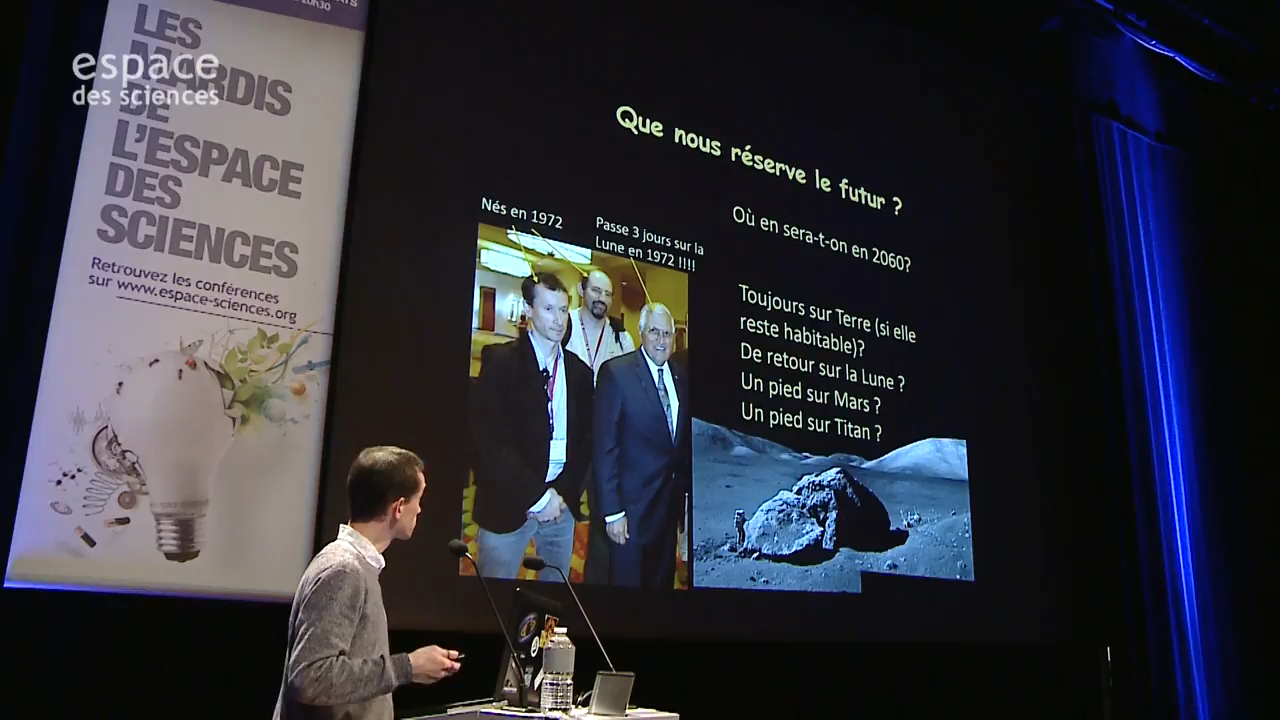 20h30
LES
MARDIS
DE
L'ESPACE
DES
SCIENCES
Retrouvez les conférences
sur www.espace-sciences.org
espace
des sciences
Que nous réserve le futur ?
Nés en 1972
Passe 3 jours sur la
Lune en 1972 !!!!
Où en sera-t-on en 2060?
Toujours sur Terre (si elle
reste habitable)?
De retour sur la Lune ?
Un pied sur Mars ?
Un pied sur Titan ?